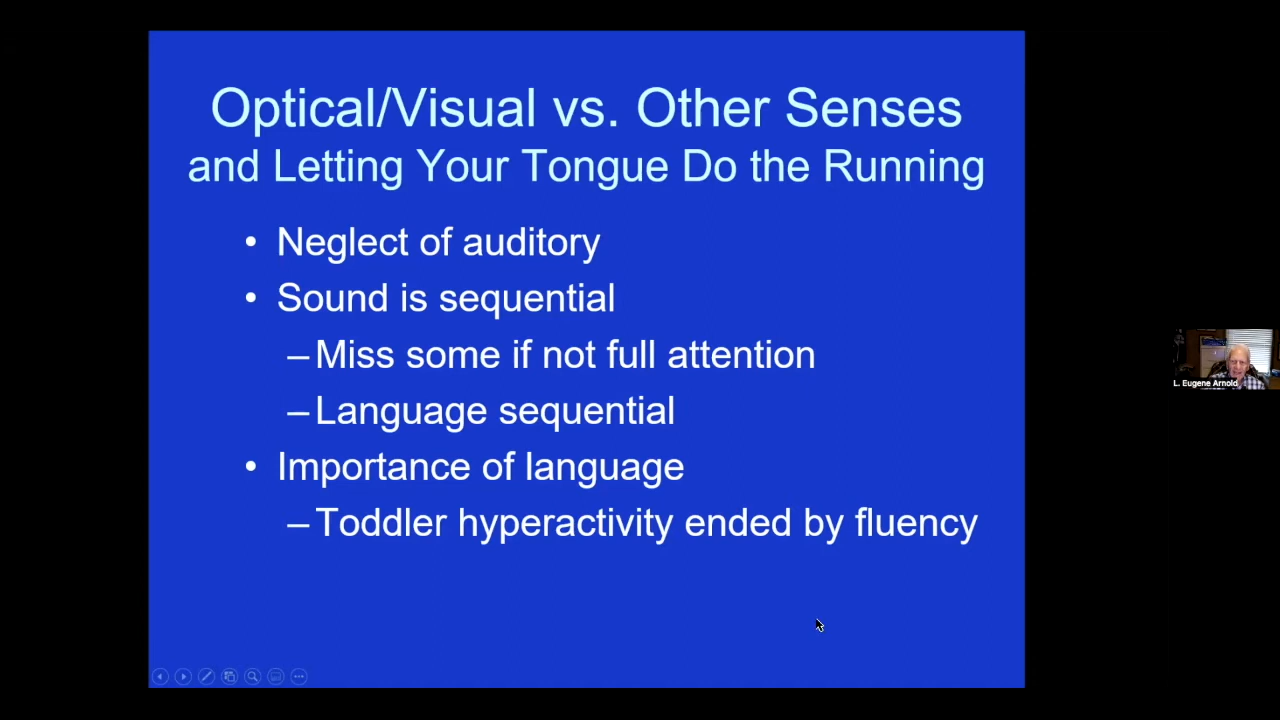 Optical/Visual vs. Other Senses
and Letting Your Tongue Do the Running
• Neglect of auditory
• Sound is sequential
– Miss some if not full attention
– Language sequential
• Importance of language
– Toddler hyperactivity ended by fluency
L. Eugene Arnold